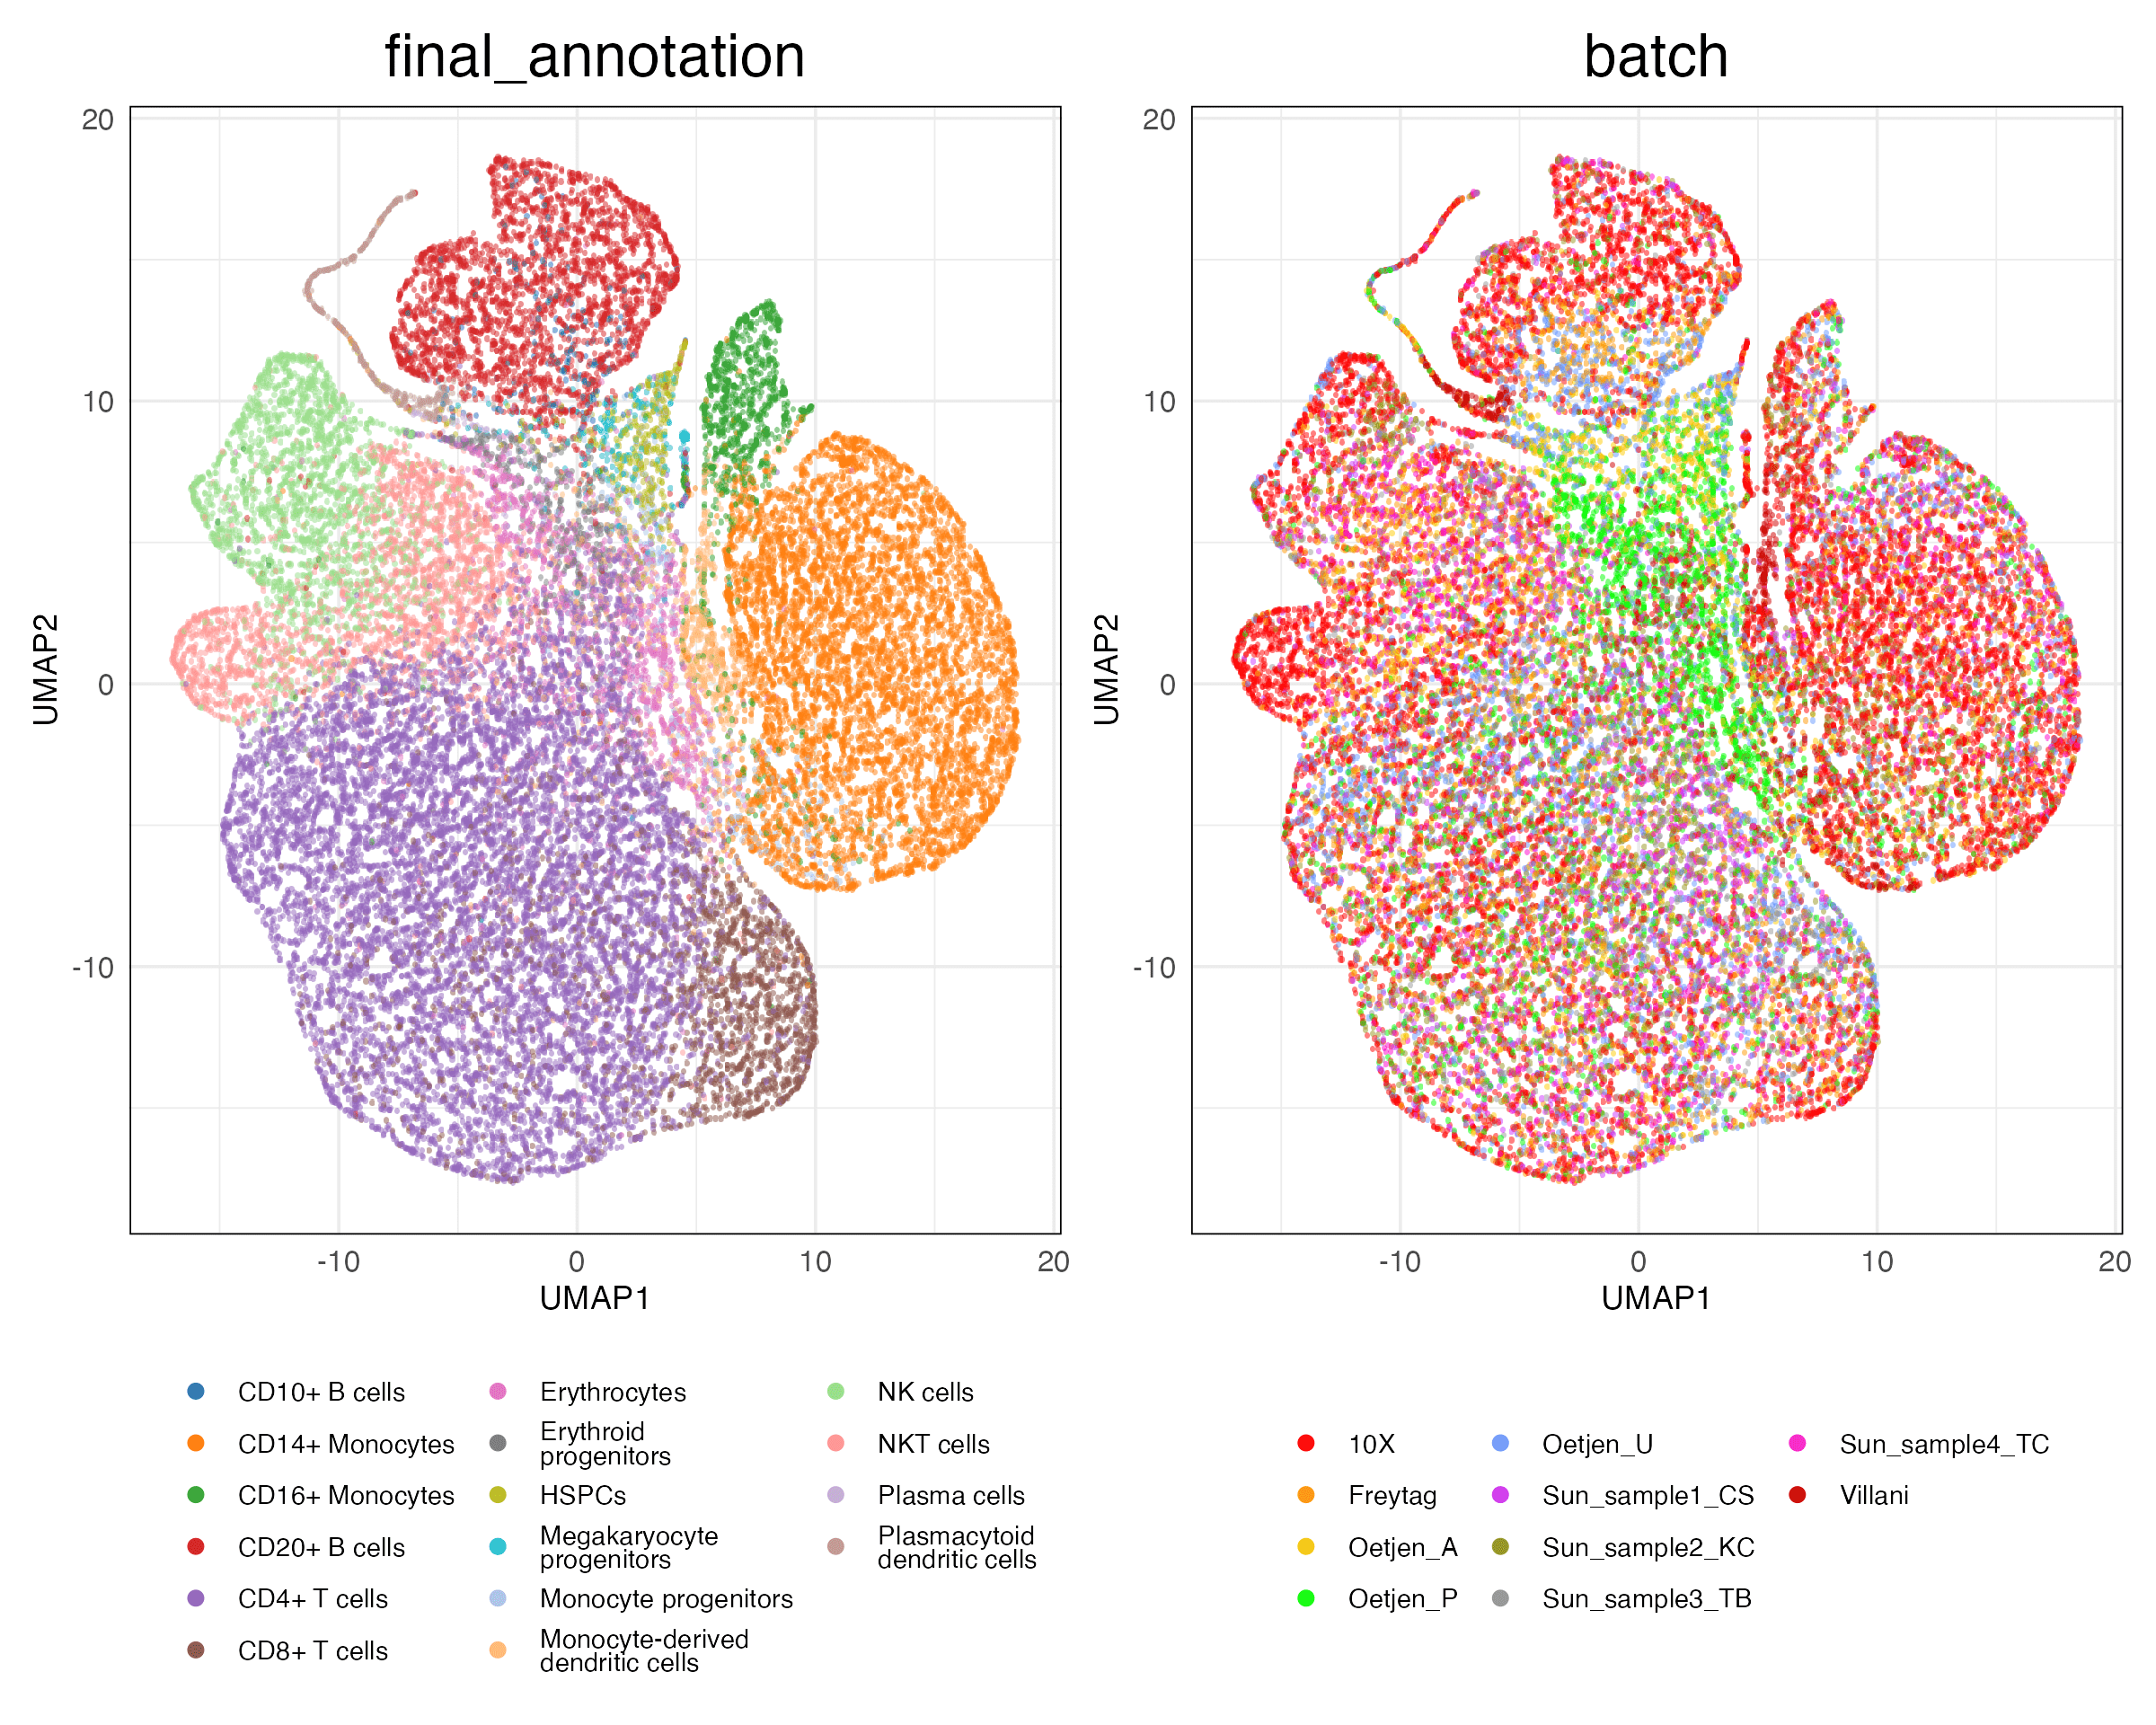 final_annotation
batch
20
10
0
-10
UMAP2
-10
0
10
20
UMAP1
20
10
0
-10
UMAP2
-10
0
10
20
UMAP1
CD10+ B cells
CD14+ Monocytes
CD16+ Monocytes
CD20+ B cells
CD4+ T cells
CD8+ T cells
Erythrocytes
Erythroid
progenitors
HSPCs
Megakaryocyte
progenitors
Monocyte progenitors
Monocyte-derived
dendritic cells
NK cells
NKT cells
Plasma cells
Plasmacytoid
dendritic cells
10X
Freytag
Oetjen_A
Oetjen_P
Oetjen_U
Sun_sample1_CS
Sun_sample2_KC
Sun_sample3_TB
Sun_sample4_TC
Villani